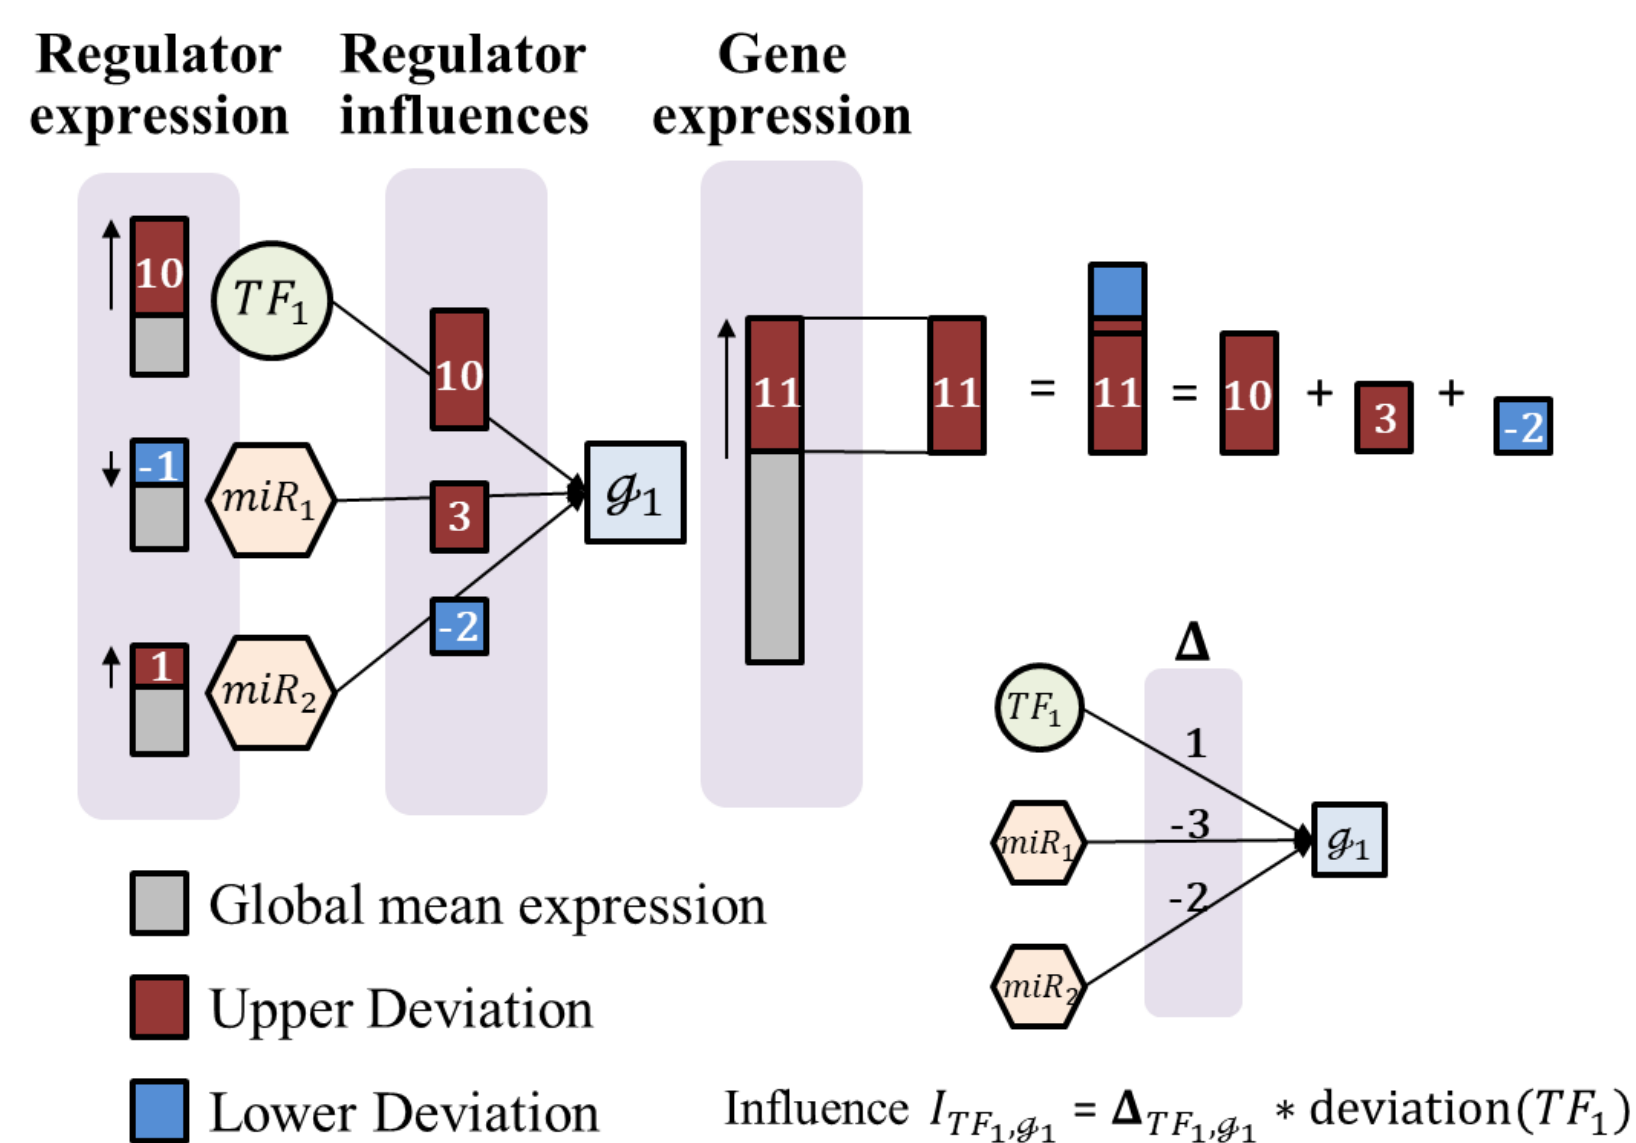 Regulator expression
Regulator influences
Gene expression
10
TF₁
10
-1
miR₁
3
1
miR₂
-2
ℊ₁
11
11 = 11 = 10 + 3 + -2
Δ
TF₁
1
miR₁
-3
ℊ₁
-2
miR₂
Global mean expression
Upper Deviation
Lower Deviation
Influence I_{TF₁,ℊ₁} = Δ_{TF₁,ℊ₁} * deviation(TF₁)